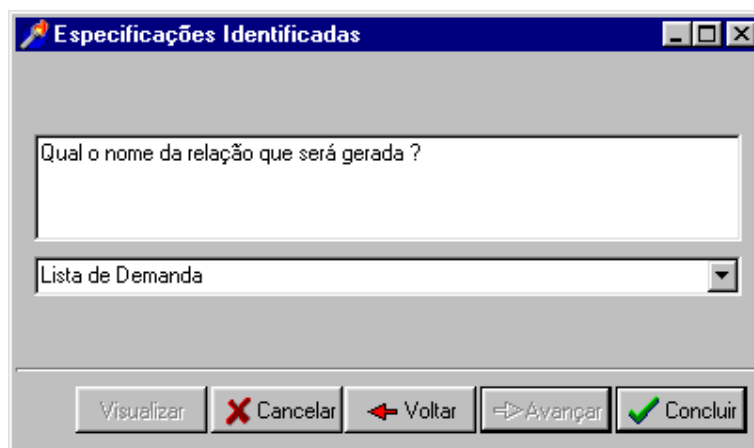 Especificações Identificadas
Qual o nome da relação que será gerada ?
Lista de Demanda
Visualizar Cancelar Voltar Avançar Concluir